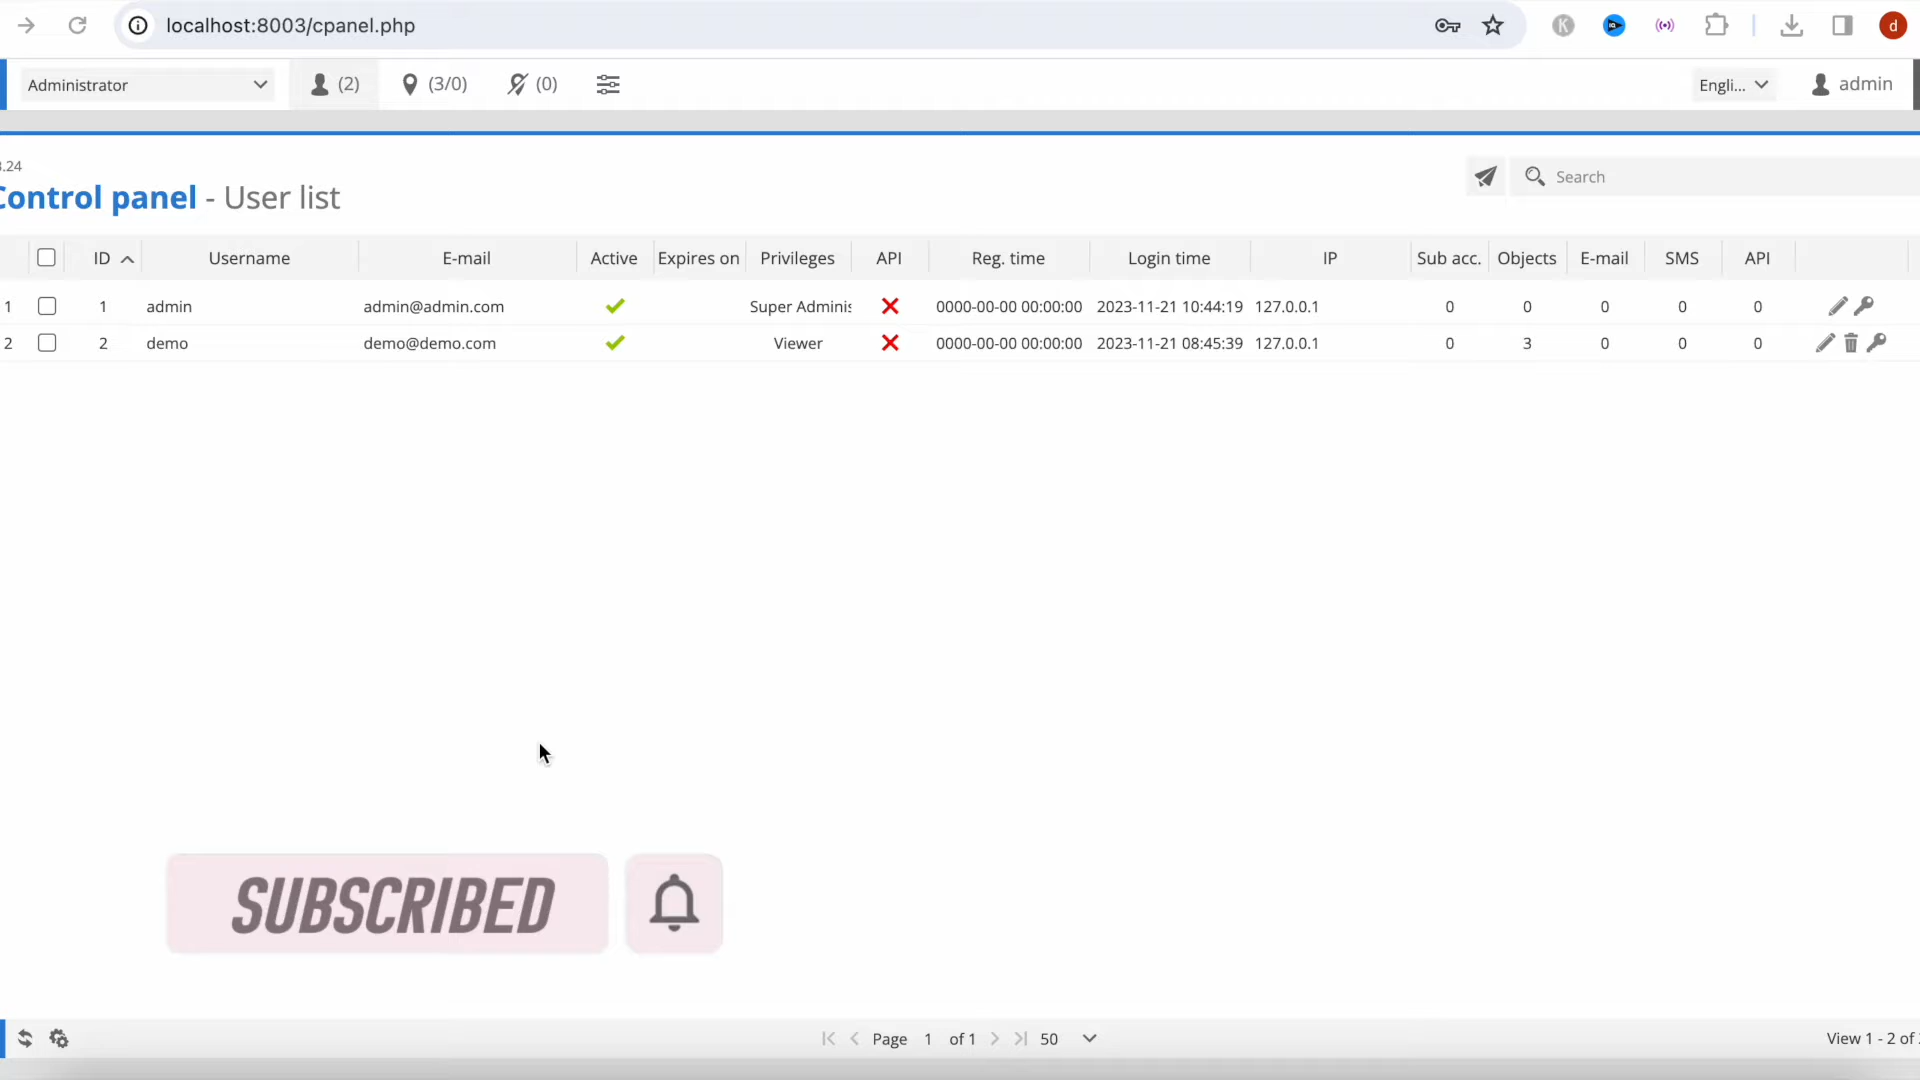 localhost:8003/cpanel.php
K
d
Administrator (2) (3/0) (0) Engli... admin
3.24
Control panel - User list
Search
ID Username E-mail Active Expires on Privileges API Reg. time Login time IP Sub acc. Objects E-mail SMS API
1 1 admin admin@admin.com Super Adminis 0000-00-00 00:00:00 2023-11-21 10:44:19 127.0.0.1 0 0 0 0 0
2 2 demo demo@demo.com Viewer 0000-00-00 00:00:00 2023-11-21 08:45:39 127.0.0.1 0 3 0 0 0
SUBSCRIBED
Page 1 of 1 50 View 1 - 2 of